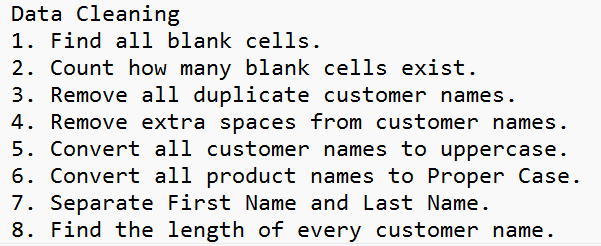 Data Cleaning
1. Find all blank cells.
2. Count how many blank cells exist.
3. Remove all duplicate customer names.
4. Remove extra spaces from customer names.
5. Convert all customer names to uppercase.
6. Convert all product names to Proper Case.
7. Separate First Name and Last Name.
8. Find the length of every customer name.